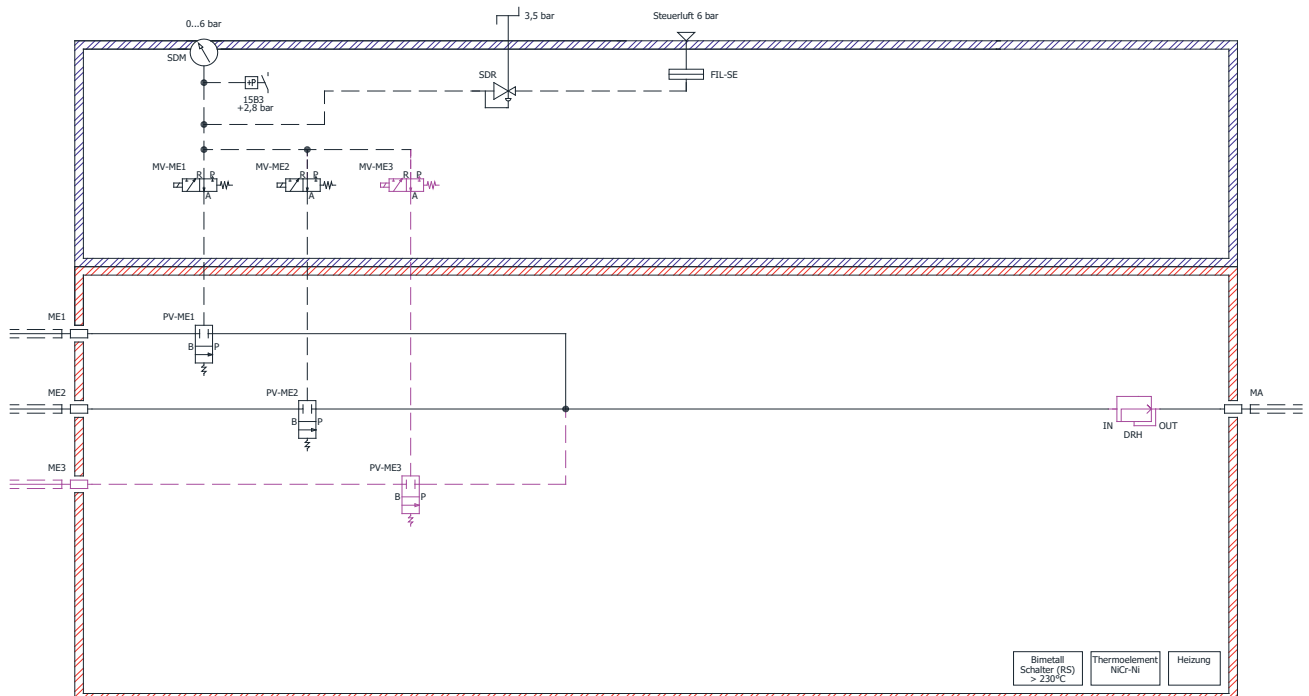 0...6 bar
3,5 bar
Steuerluft 6 bar
SDM
SDR
FIL-SE
+P
15B3
+2,8 bar
MV-ME1
R P
A
MV-ME2
R P
A
MV-ME3
R P
A
ME1
PV-ME1
B P
ME2
PV-ME2
B P
MA
IN
OUT
DRH
ME3
PV-ME3
B P
Bimetall
Schalter (RS)
> 230°C
Thermoelement
NiCr-Ni
Heizung